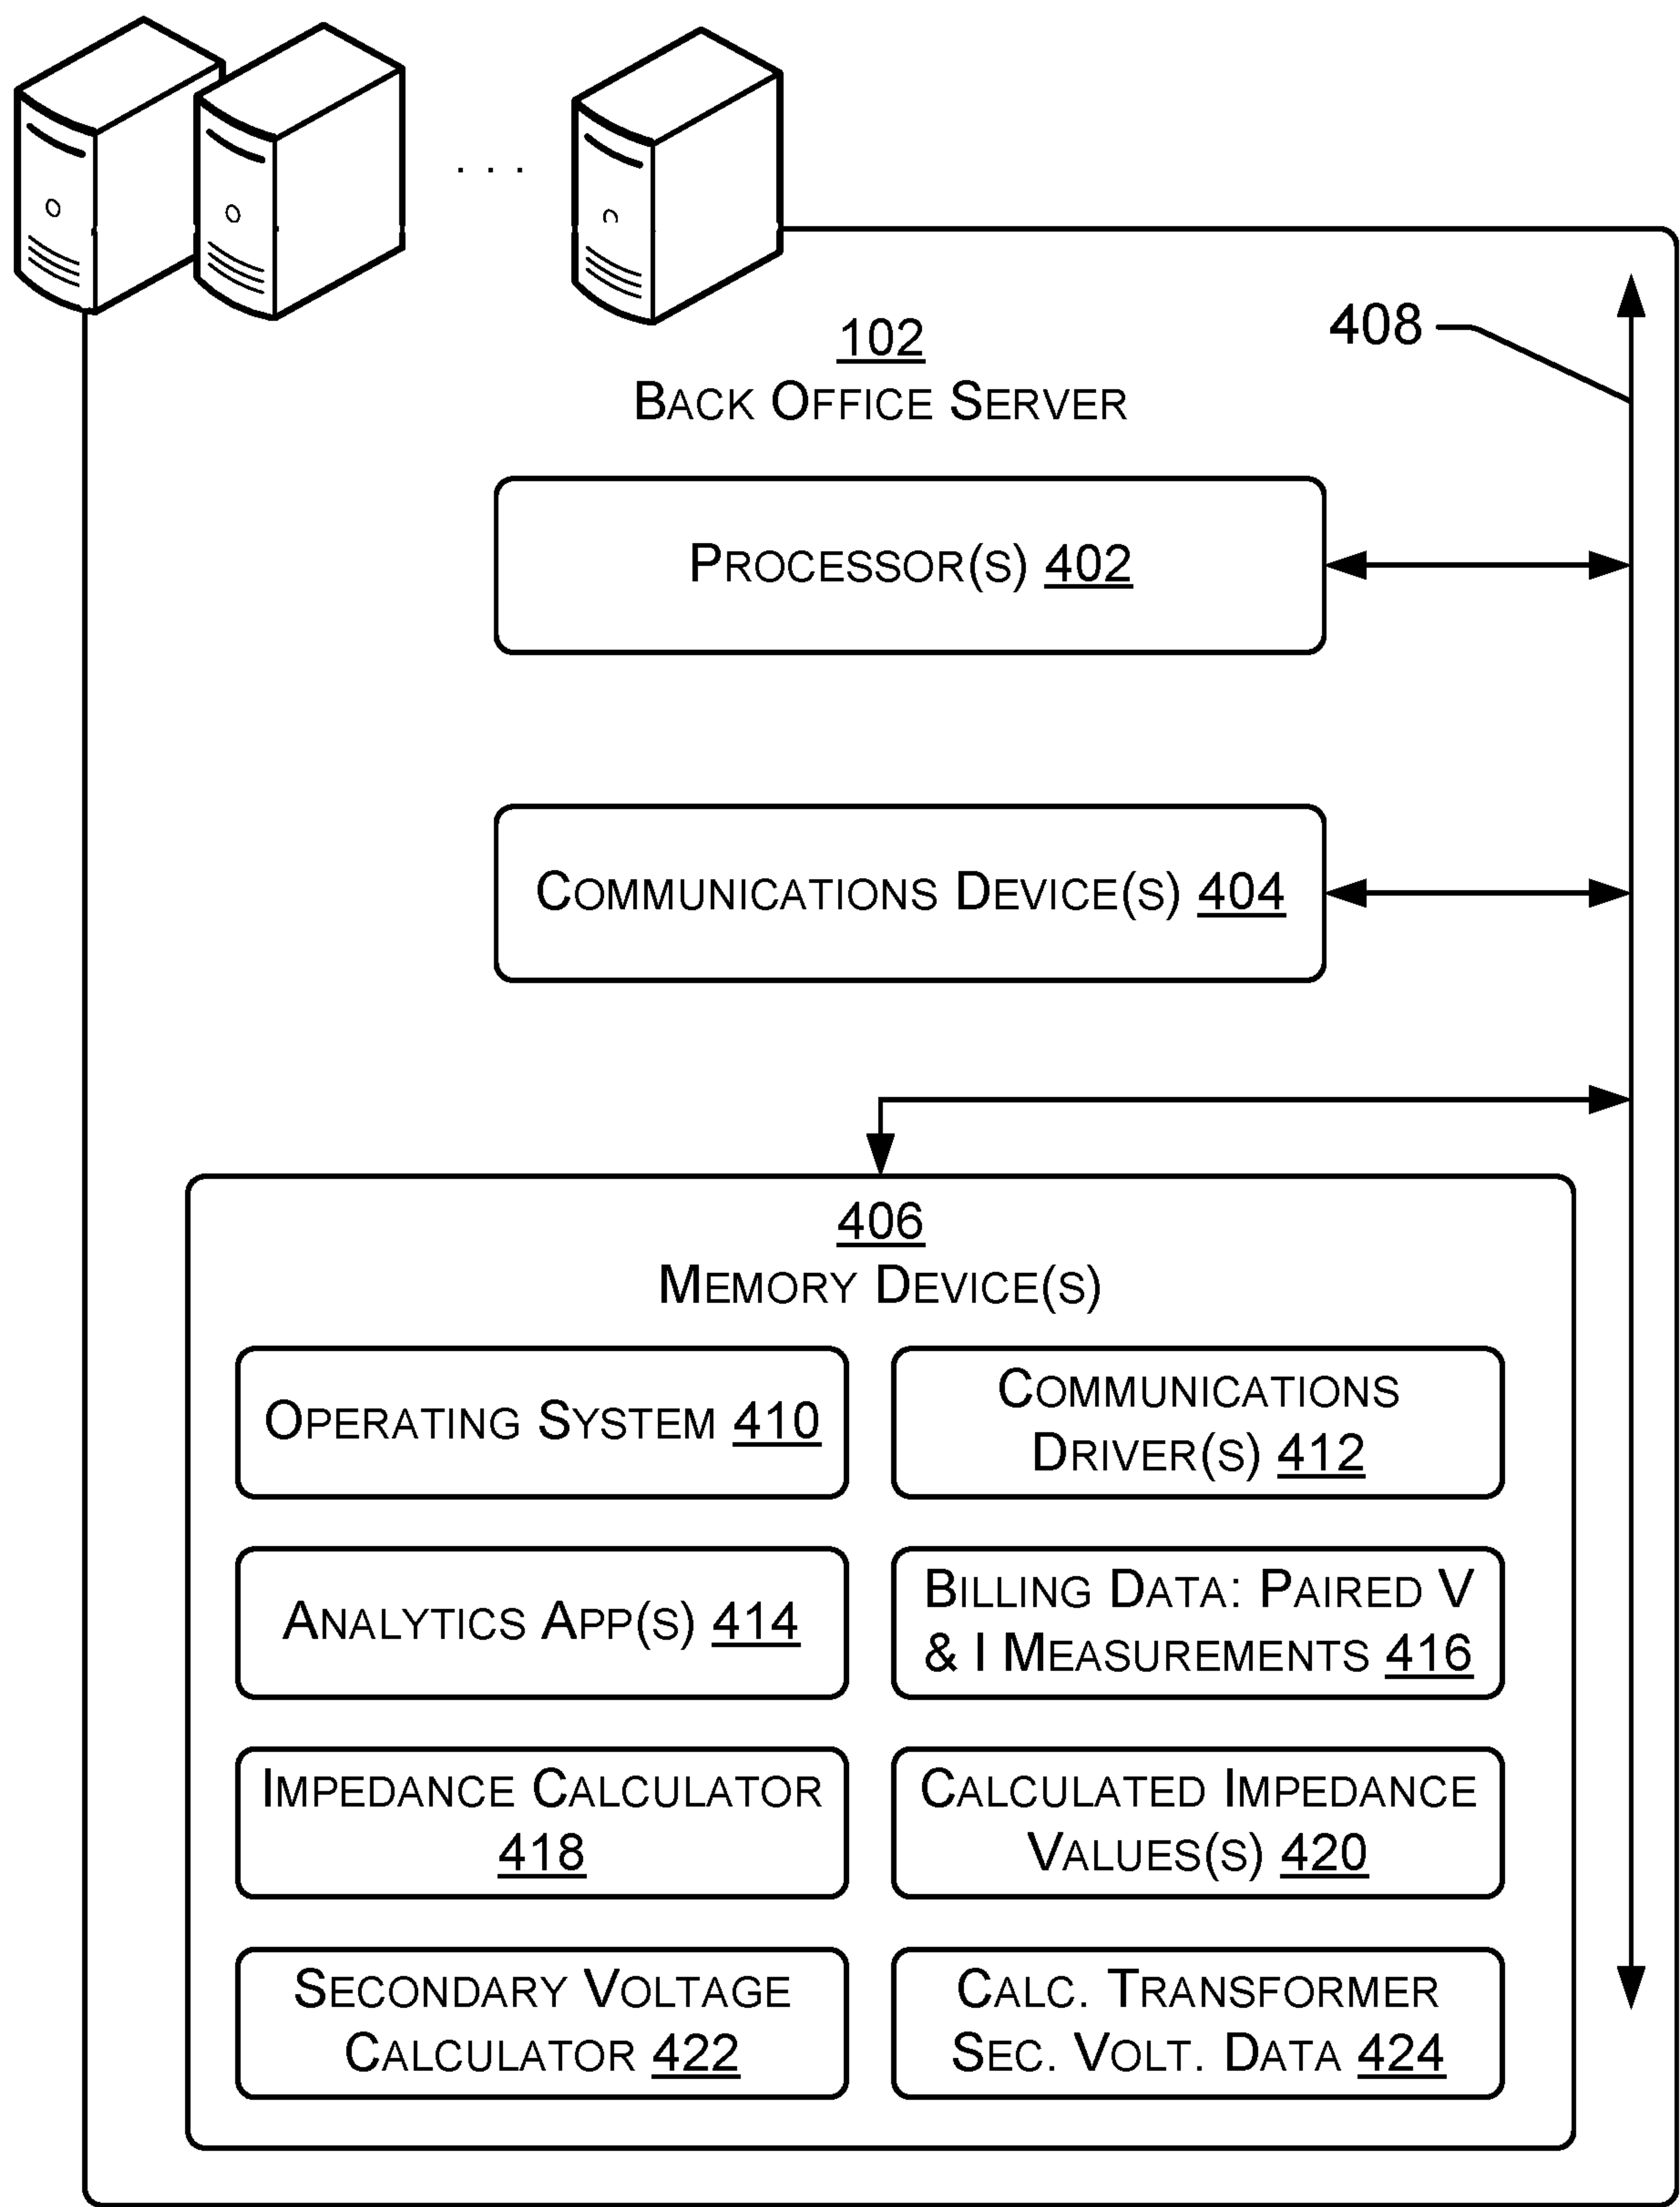 . . .
102
408
BACK OFFICE SERVER
PROCESSOR(S) 402
COMMUNICATIONS DEVICE(S) 404
406
MEMORY DEVICE(S)
OPERATING SYSTEM 410
COMMUNICATIONS
DRIVER(S) 412
ANALYTICS APP(S) 414
BILLING DATA: PAIRED V
& I MEASUREMENTS 416
IMPEDANCE CALCULATOR
418
CALCULATED IMPEDANCE
VALUES(S) 420
SECONDARY VOLTAGE
CALCULATOR 422
CALC. TRANSFORMER
SEC. VOLT. DATA 424